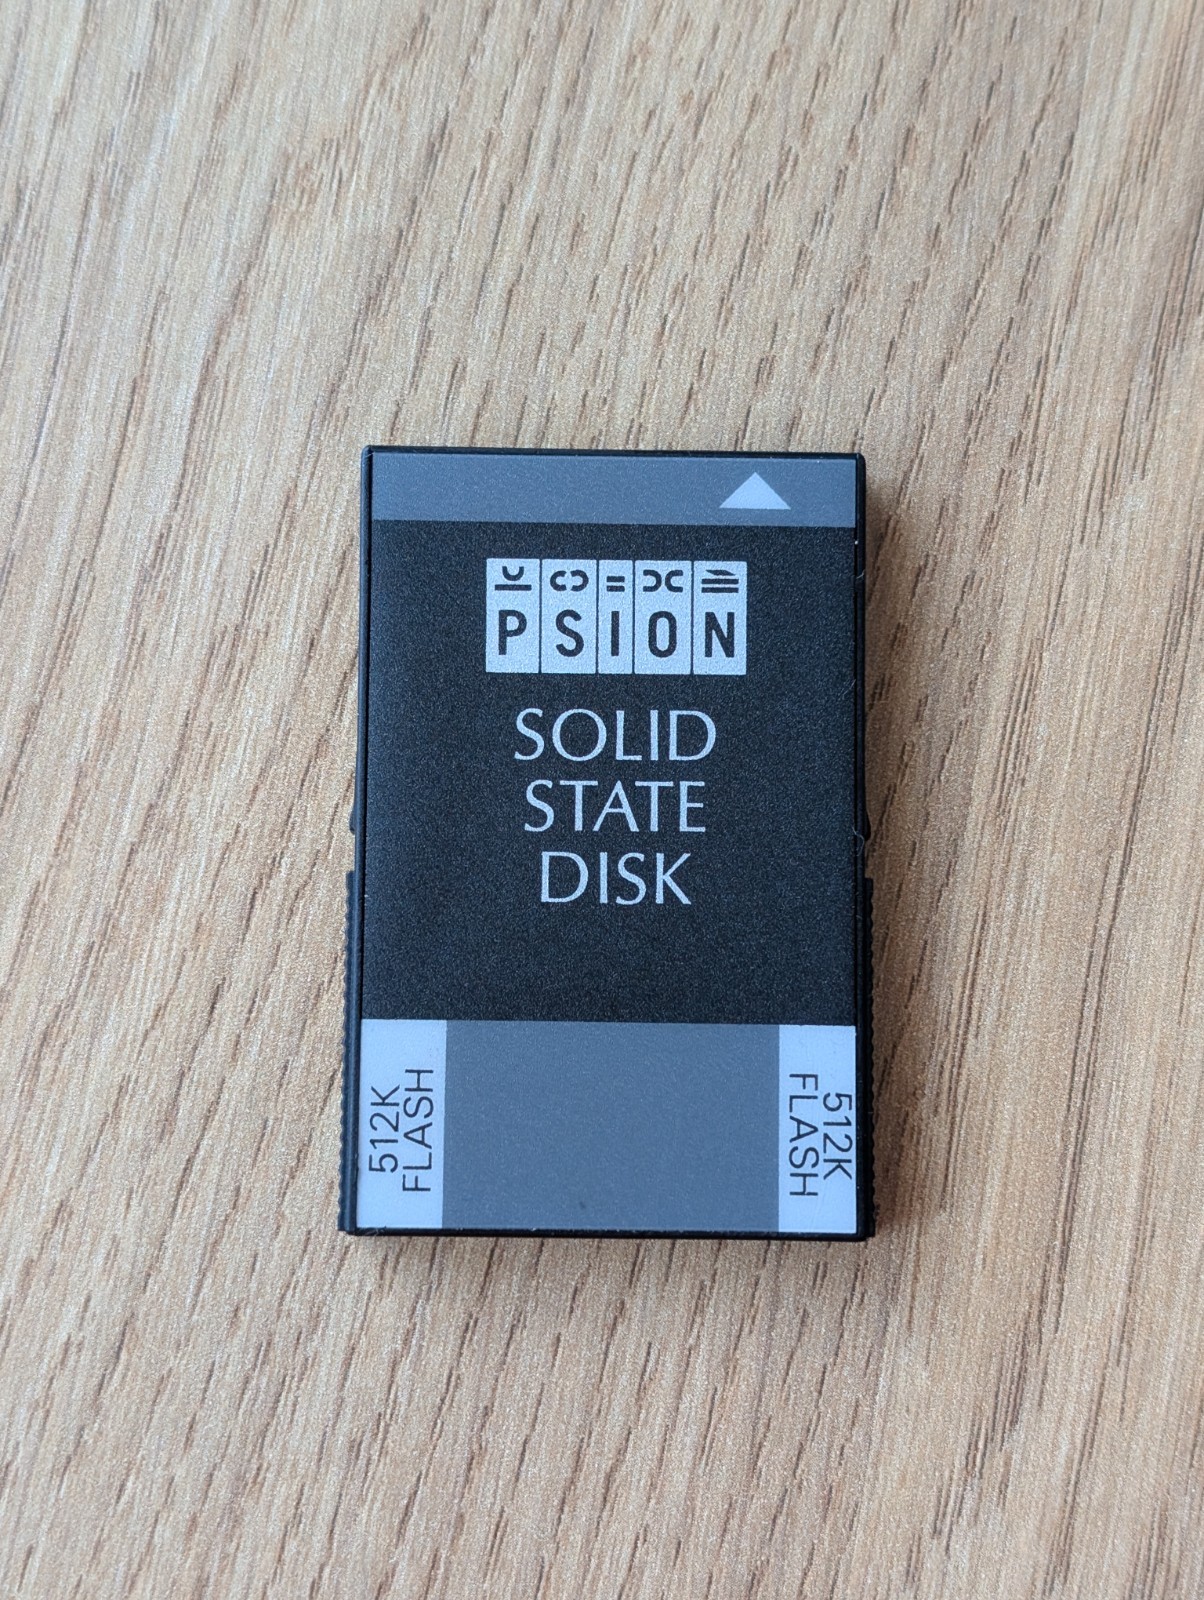 PSION
SOLID
STATE
DISK
512K
FLASH
512K
FLASH